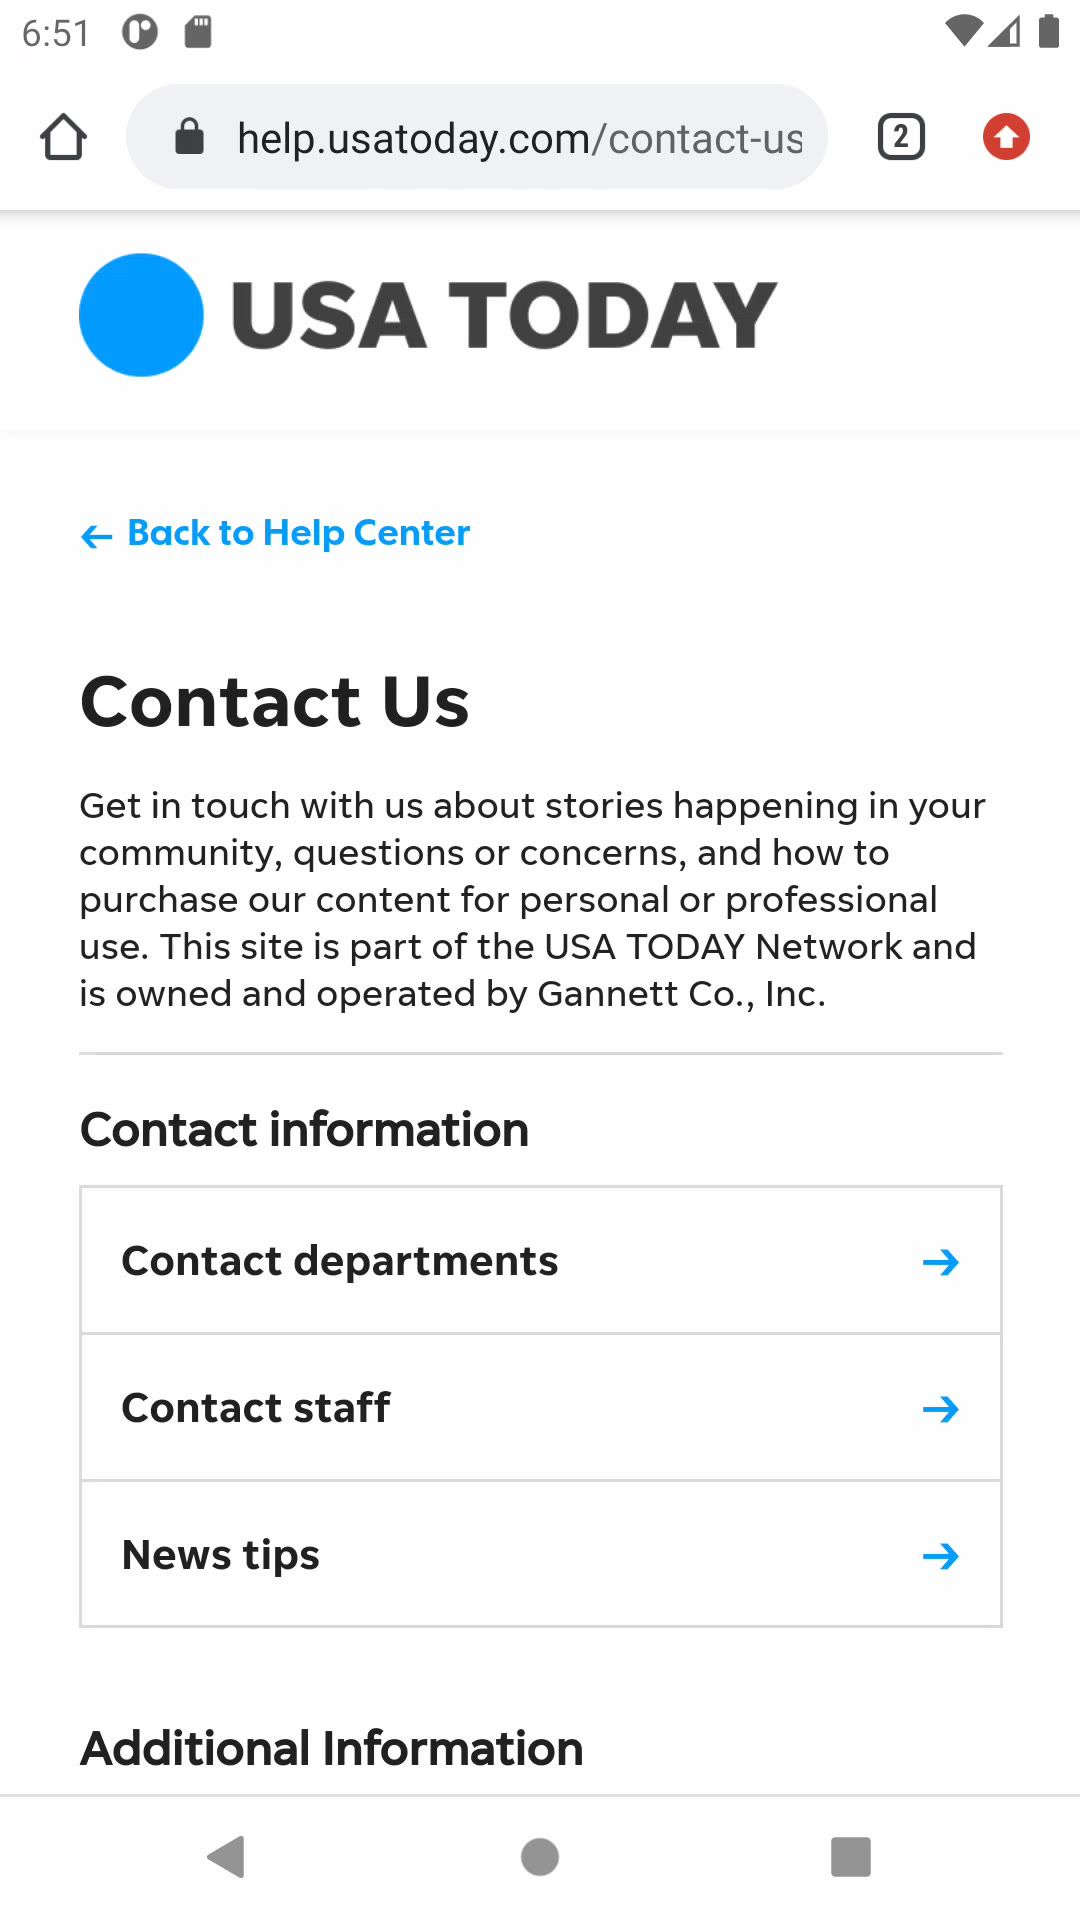 6:51
help.usatoday.com/contact-us
2
USA TODAY
← Back to Help Center
Contact Us
Get in touch with us about stories happening in your
community, questions or concerns, and how to
purchase our content for personal or professional
use. This site is part of the USA TODAY Network and
is owned and operated by Gannett Co., Inc.
Contact information
Contact departments →
Contact staff →
News tips →
Additional Information